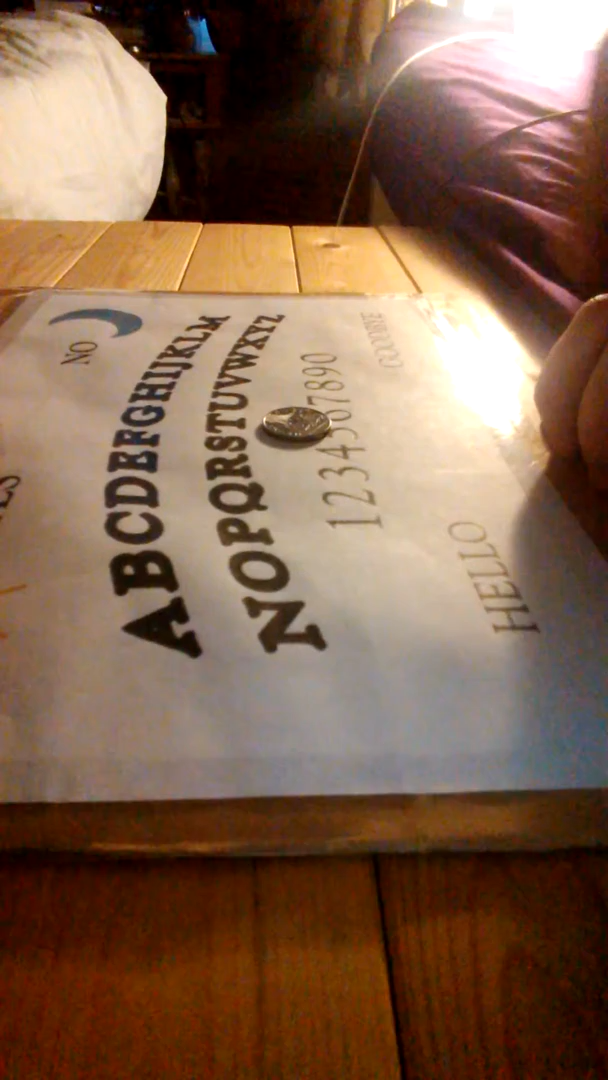 NO
ABCDEFGHIJKLM
NOPQRSTUVWXYZ
1234567890
HELLO
GOODBYE